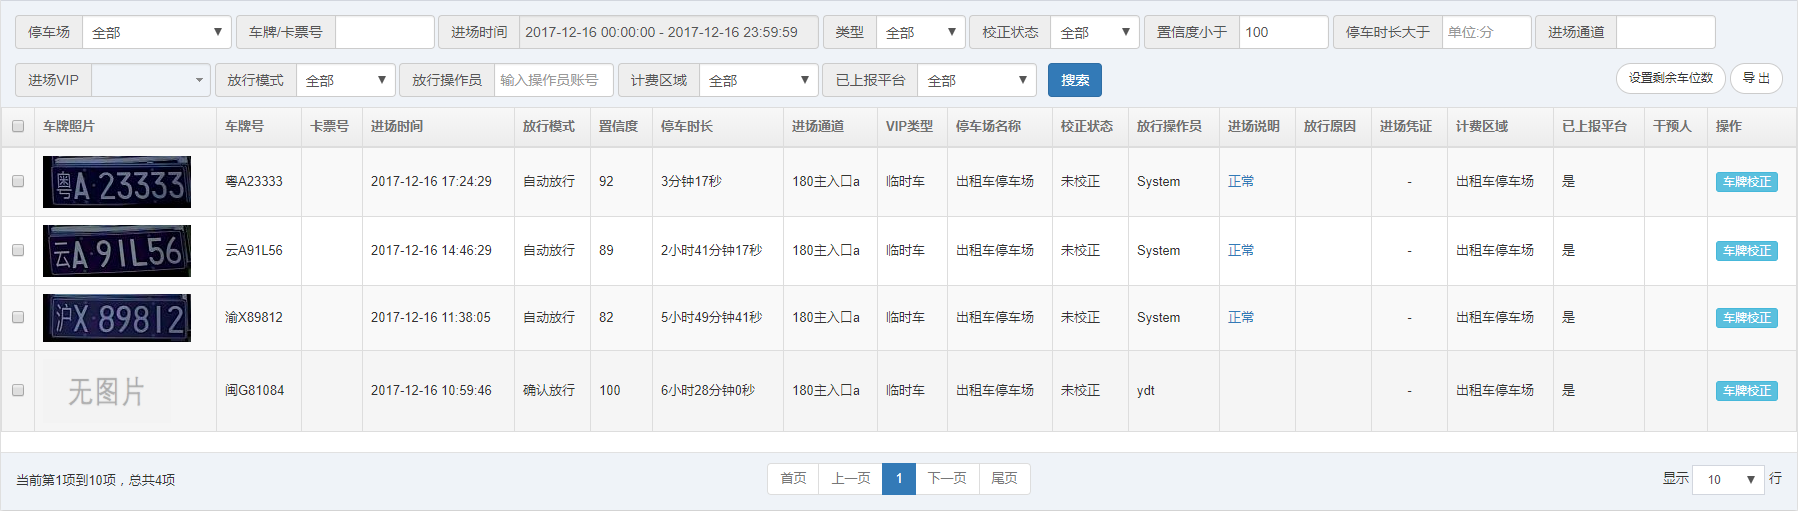 停车场 全部 车牌/卡票号 进场时间 2017-12-16 00:00:00 - 2017-12-16 23:59:59 类型 全部 校正状态 全部 置信度小于 100 停车时长大于 单位:分 进场通道
进场VIP 放行模式 全部 放行操作员 输入操作员账号 计费区域 全部 已上报平台 全部 搜索 设置剩余车位数 导 出
车牌照片 车牌号 卡票号 进场时间 放行模式 置信度 停车时长 进场通道 VIP类型 停车场名称 校正状态 放行操作员 进场说明 放行原因 进场凭证 计费区域 已上报平台 干预人 操作
粤A·23333 粤A23333 2017-12-16 17:24:29 自动放行 92 3分钟17秒 180主入口a 临时车 出租车停车场 未校正 System 正常 - 出租车停车场 是 车牌校正
云A·91L56 云A91L56 2017-12-16 14:46:29 自动放行 89 2小时41分钟17秒 180主入口a 临时车 出租车停车场 未校正 System 正常 - 出租车停车场 是 车牌校正
沪X·89812 渝X89812 2017-12-16 11:38:05 自动放行 82 5小时49分钟41秒 180主入口a 临时车 出租车停车场 未校正 System 正常 - 出租车停车场 是 车牌校正
无图片 闽G81084 2017-12-16 10:59:46 确认放行 100 6小时28分钟0秒 180主入口a 临时车 出租车停车场 未校正 ydt - 出租车停车场 是 车牌校正
当前第1项到10项，总共4项 首页 上一页 1 下一页 尾页 显示 10 行